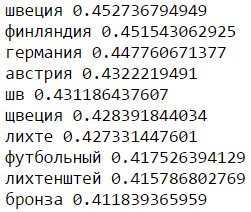 швеция 0.452736794949
финляндия 0.451543062925
германия 0.447760671377
австрия 0.4322219491
шв 0.431186437607
щвеция 0.428391844034
лихте 0.427331447601
футбольный 0.417526394129
лихтенштей 0.415786802769
бронза 0.411839365959